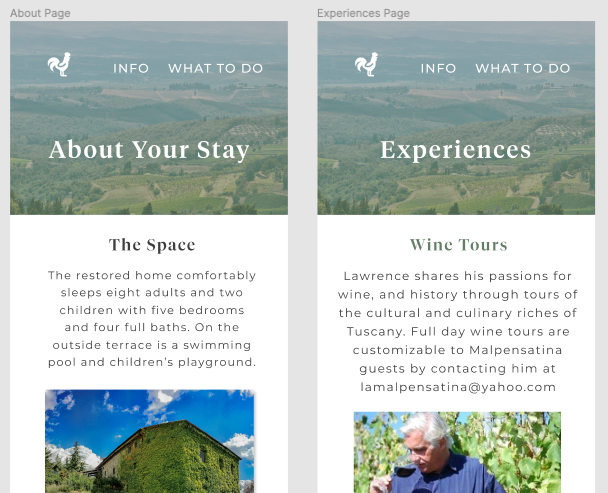 About Page
INFO WHAT TO DO
About Your Stay
The Space
The restored home comfortably
sleeps eight adults and two
children with five bedrooms
and four full baths. On the
outside terrace is a swimming
pool and children's playground.
Experiences Page
INFO WHAT TO DO
Experiences
Wine Tours
Lawrence shares his passions for
wine, and history through tours of
the cultural and culinary riches of
Tuscany. Full day wine tours are
customizable to Malpensatina
guests by contacting him at
lamalpensatina@yahoo.com